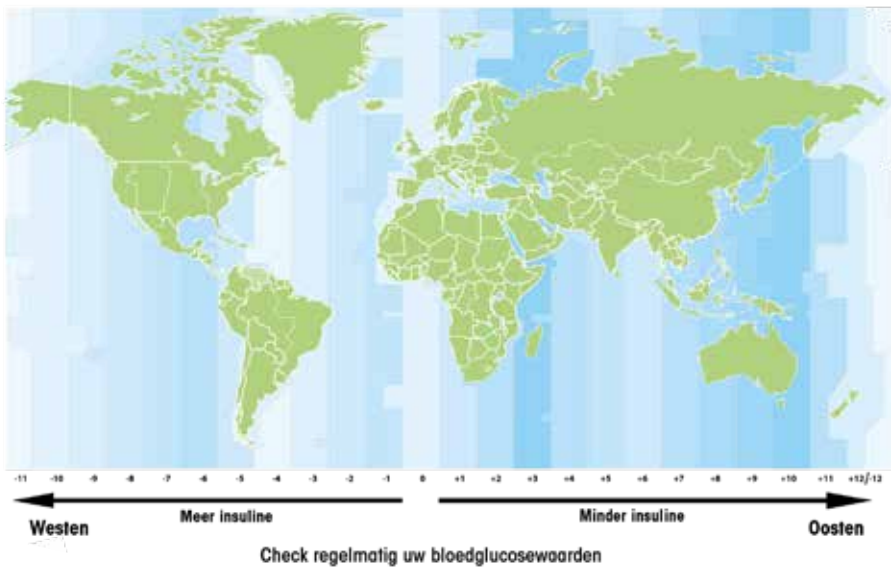 -11 -10 -9 -8 -7 -6 -5 -4 -3 -2 -1 0 +1 +2 +3 +4 +5 +6 +7 +8 +9 +10 +11 +12/-12
Meer insuline Minder insuline
Westen Oosten
Check regelmatig uw bloedglucosewaarden